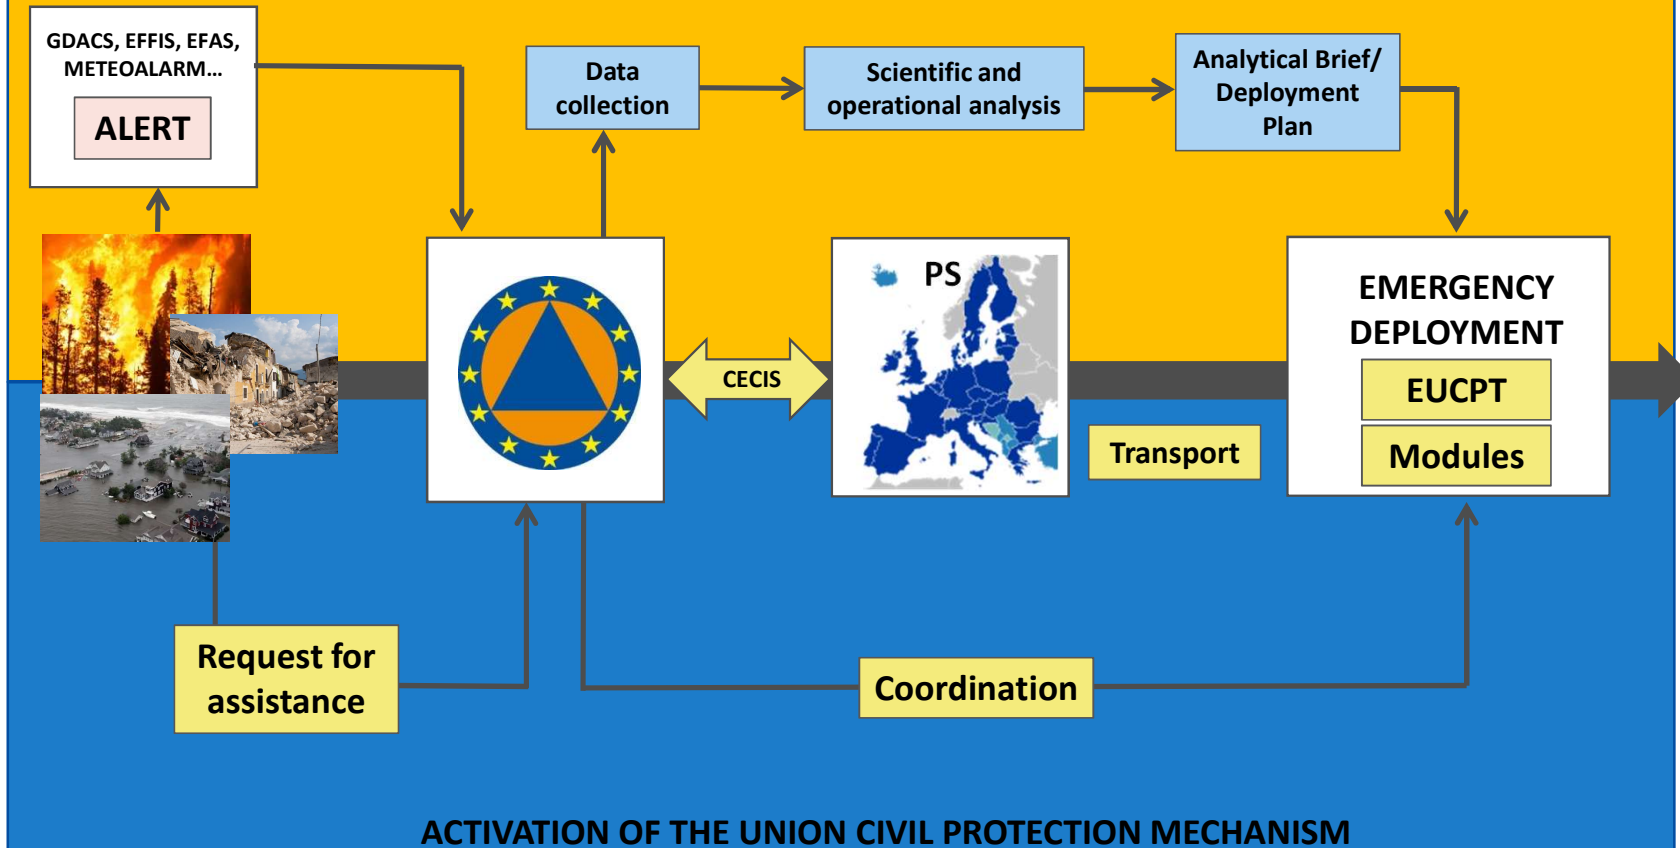 GDACS, EFFIS, EFAS,
METEOALARM...
ALERT
Data
collection
Scientific and
operational analysis
Analytical Brief/
Deployment
Plan
PS
CECIS
Transport
EMERGENCY
DEPLOYMENT
EUCPT
Modules
Request for
assistance
Coordination
ACTIVATION OF THE UNION CIVIL PROTECTION MECHANISM